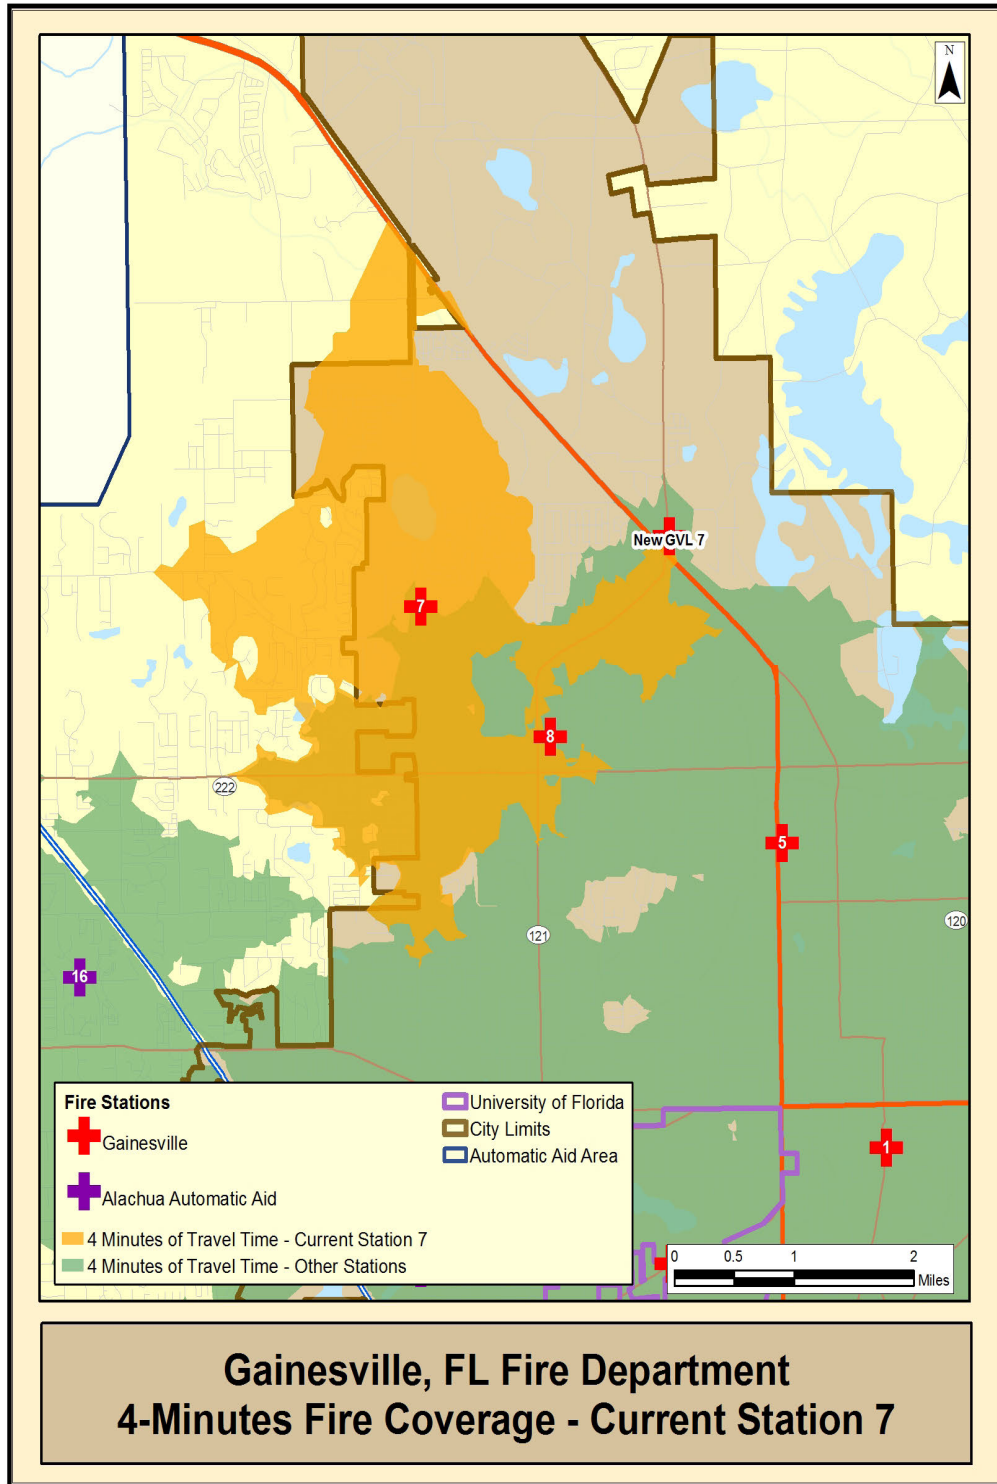 N
New GVL 7
7
8
222
5
121
120
16
1
Fire Stations
Gainesville
Alachua Automatic Aid
University of Florida
City Limits
Automatic Aid Area
4 Minutes of Travel Time - Current Station 7
4 Minutes of Travel Time - Other Stations
0 0.5 1 2
Miles
Gainesville, FL Fire Department
4-Minutes Fire Coverage - Current Station 7